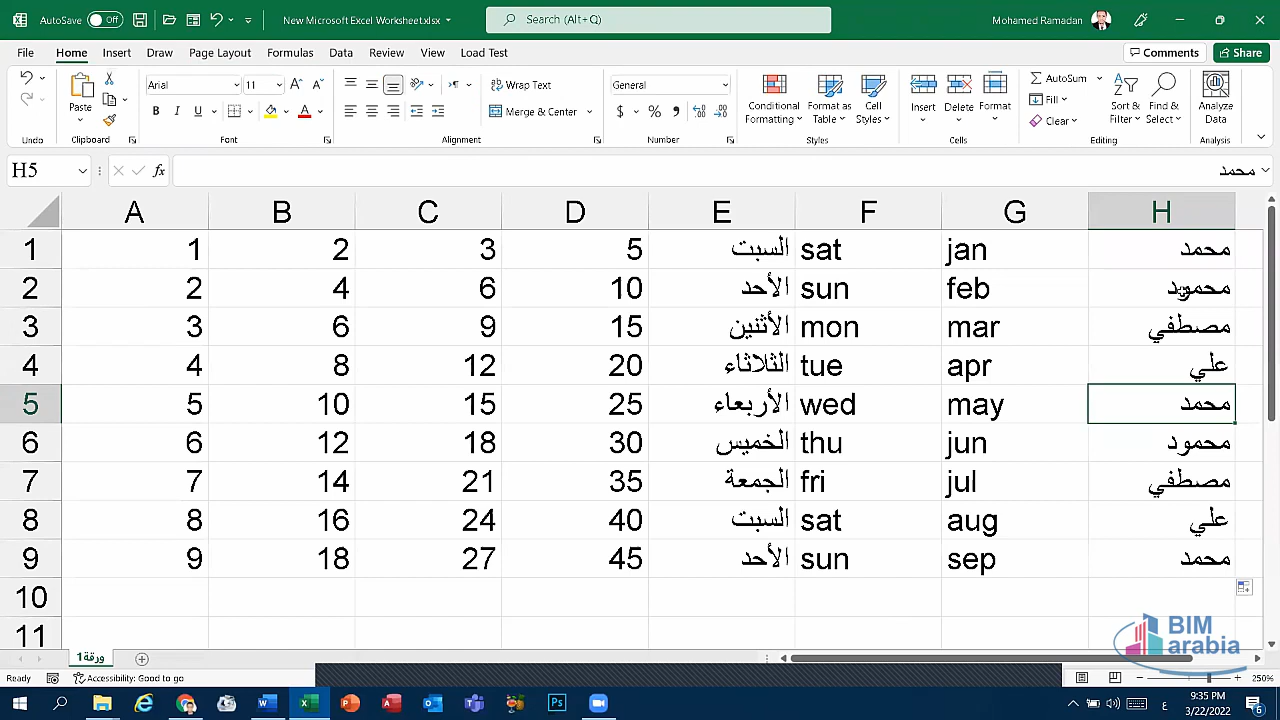 AutoSave Off New Microsoft Excel Worksheet.xlsx Search (Alt+Q) Mohamed Ramadan
File Home Insert Draw Page Layout Formulas Data Review View Load Test Comments Share
Paste Arial 11 Wrap Text General Conditional Formatting Format as Table Cell Styles Insert Delete Format AutoSum Sort & Filter Find & Select Analyze Data
B I U A Merge & Center $ % Fill
Clear
Undo Clipboard Font Alignment Number Styles Cells Editing Analysis
H5 fx محمد
A B C D E F G H
1 1 2 3 5 السبت sat jan محمد
2 2 4 6 10 الأحد sun feb محمود
3 3 6 9 15 الأثنين mon mar مصطفي
4 4 8 12 20 الثلاثاء tue apr علي
5 5 10 15 25 الأربعاء wed may محمد
6 6 12 18 30 الخميس thu jun محمود
7 7 14 21 35 الجمعة fri jul مصطفي
8 8 16 24 40 السبت sat aug علي
9 9 18 27 45 الأحد sun sep محمد
10
11
BIM
arabia
ورقة1
Ready Accessibility: Good to go 250%
9:35 PM
3/22/2022